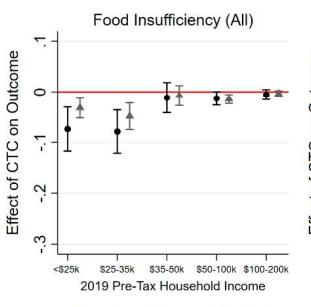 Food Insufficiency (All)
Effect of CTC on Outcome
.1
0
-.1
-.2
-.3
<$25k $25-35k $35-50k $50-100k $100-200k
2019 Pre-Tax Household Income